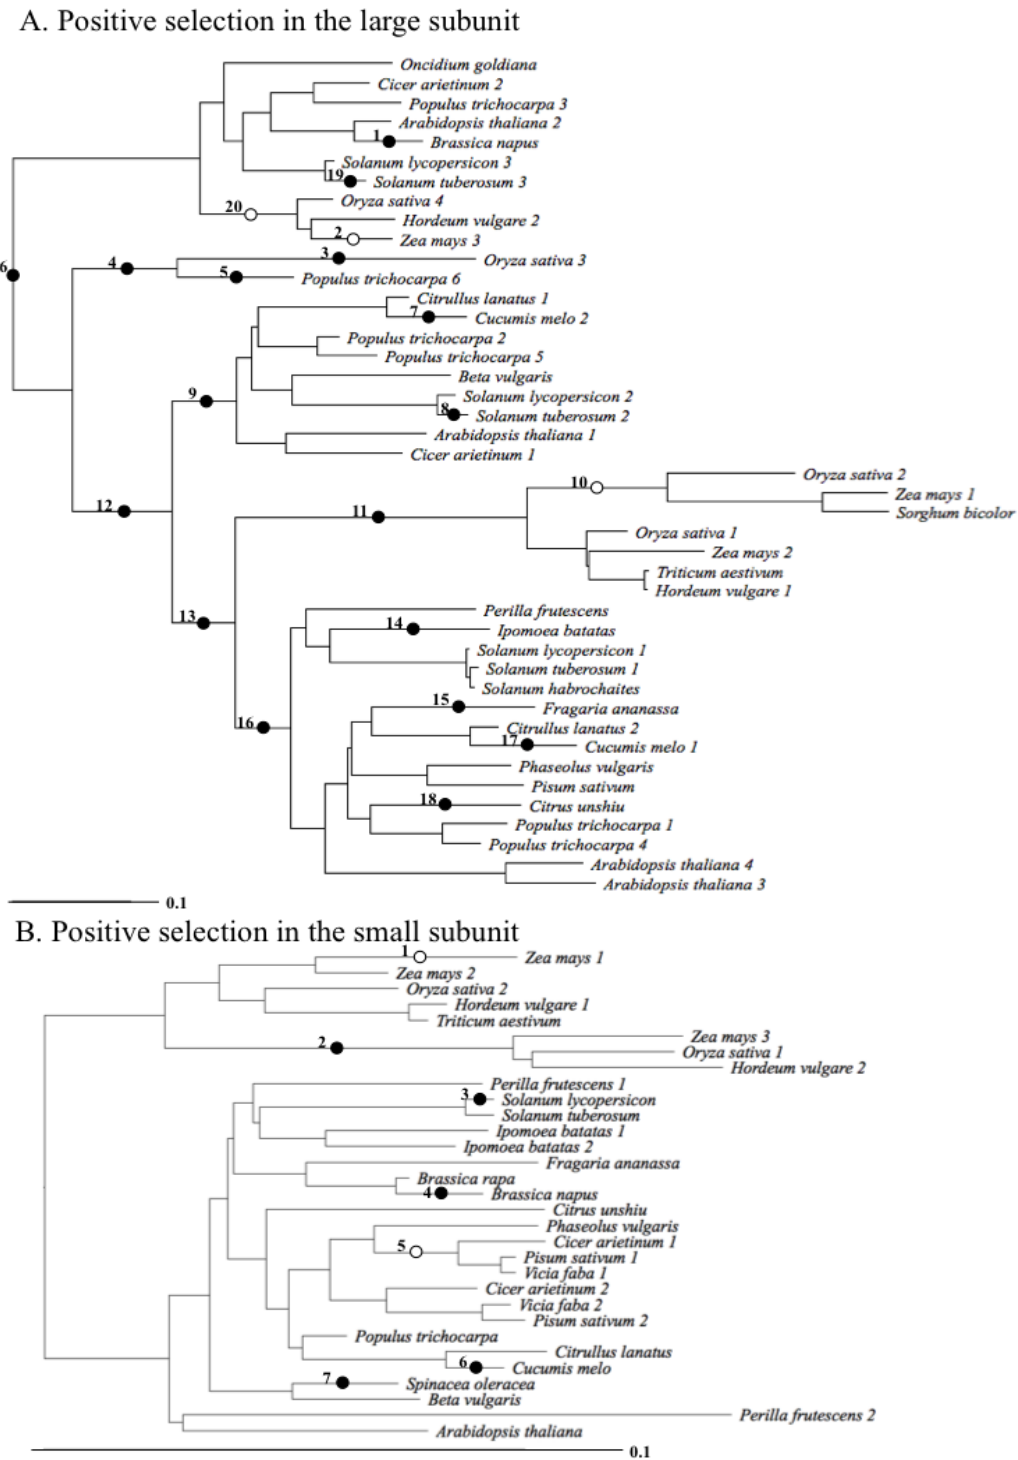 A. Positive selection in the large subunit
Oncidium goldiana
Cicer arietinum 2
Populus trichocarpa 3
Arabidopsis thaliana 2
1 Brassica napus
Solanum lycopersicon 3
19 Solanum tuberosum 3
Oryza sativa 4
20
Hordeum vulgare 2
2 Zea mays 3
3 Oryza sativa 3
4
6
5 Populus trichocarpa 6
Citrullus lanatus 1
7 Cucumis melo 2
Populus trichocarpa 2
Populus trichocarpa 5
Beta vulgaris
9
Solanum lycopersicon 2
8 Solanum tuberosum 2
Arabidopsis thaliana 1
Cicer arietinum 1
Oryza sativa 2
10
Zea mays 1
12 11 Sorghum bicolor
Oryza sativa 1
Zea mays 2
Triticum aestivum
Hordeum vulgare 1
Perilla frutescens
13
14 Ipomoea batatas
Solanum lycopersicon 1
Solanum tuberosum 1
Solanum habrochaites
15 Fragaria ananassa
16 Citrullus lanatus 2
17 Cucumis melo 1
Phaseolus vulgaris
Pisum sativum
18 Citrus unshiu
Populus trichocarpa 1
Populus trichocarpa 4
Arabidopsis thaliana 4
Arabidopsis thaliana 3
0.1
B. Positive selection in the small subunit
1 Zea mays 1
Zea mays 2
Oryza sativa 2
Hordeum vulgare 1
Triticum aestivum
Zea mays 3
2
Oryza sativa 1
Hordeum vulgare 2
Perilla frutescens 1
3 Solanum lycopersicon
Solanum tuberosum
Ipomoea batatas 1
Ipomoea batatas 2
Fragaria ananassa
Brassica rapa
4 Brassica napus
Citrus unshiu
Phaseolus vulgaris
Cicer arietinum 1
5
Pisum sativum 1
Vicia faba 1
Cicer arietinum 2
Vicia faba 2
Pisum sativum 2
Populus trichocarpa
Citrullus lanatus
6 Cucumis melo
7 Spinacea oleracea
Beta vulgaris
Perilla frutescens 2
Arabidopsis thaliana
0.1